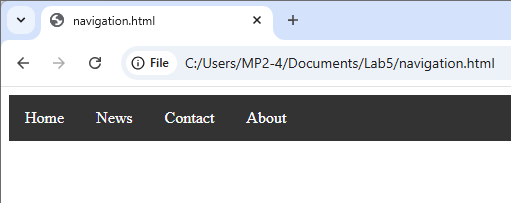 navigation.html
File C:/Users/MP2-4/Documents/Lab5/navigation.html
Home News Contact About